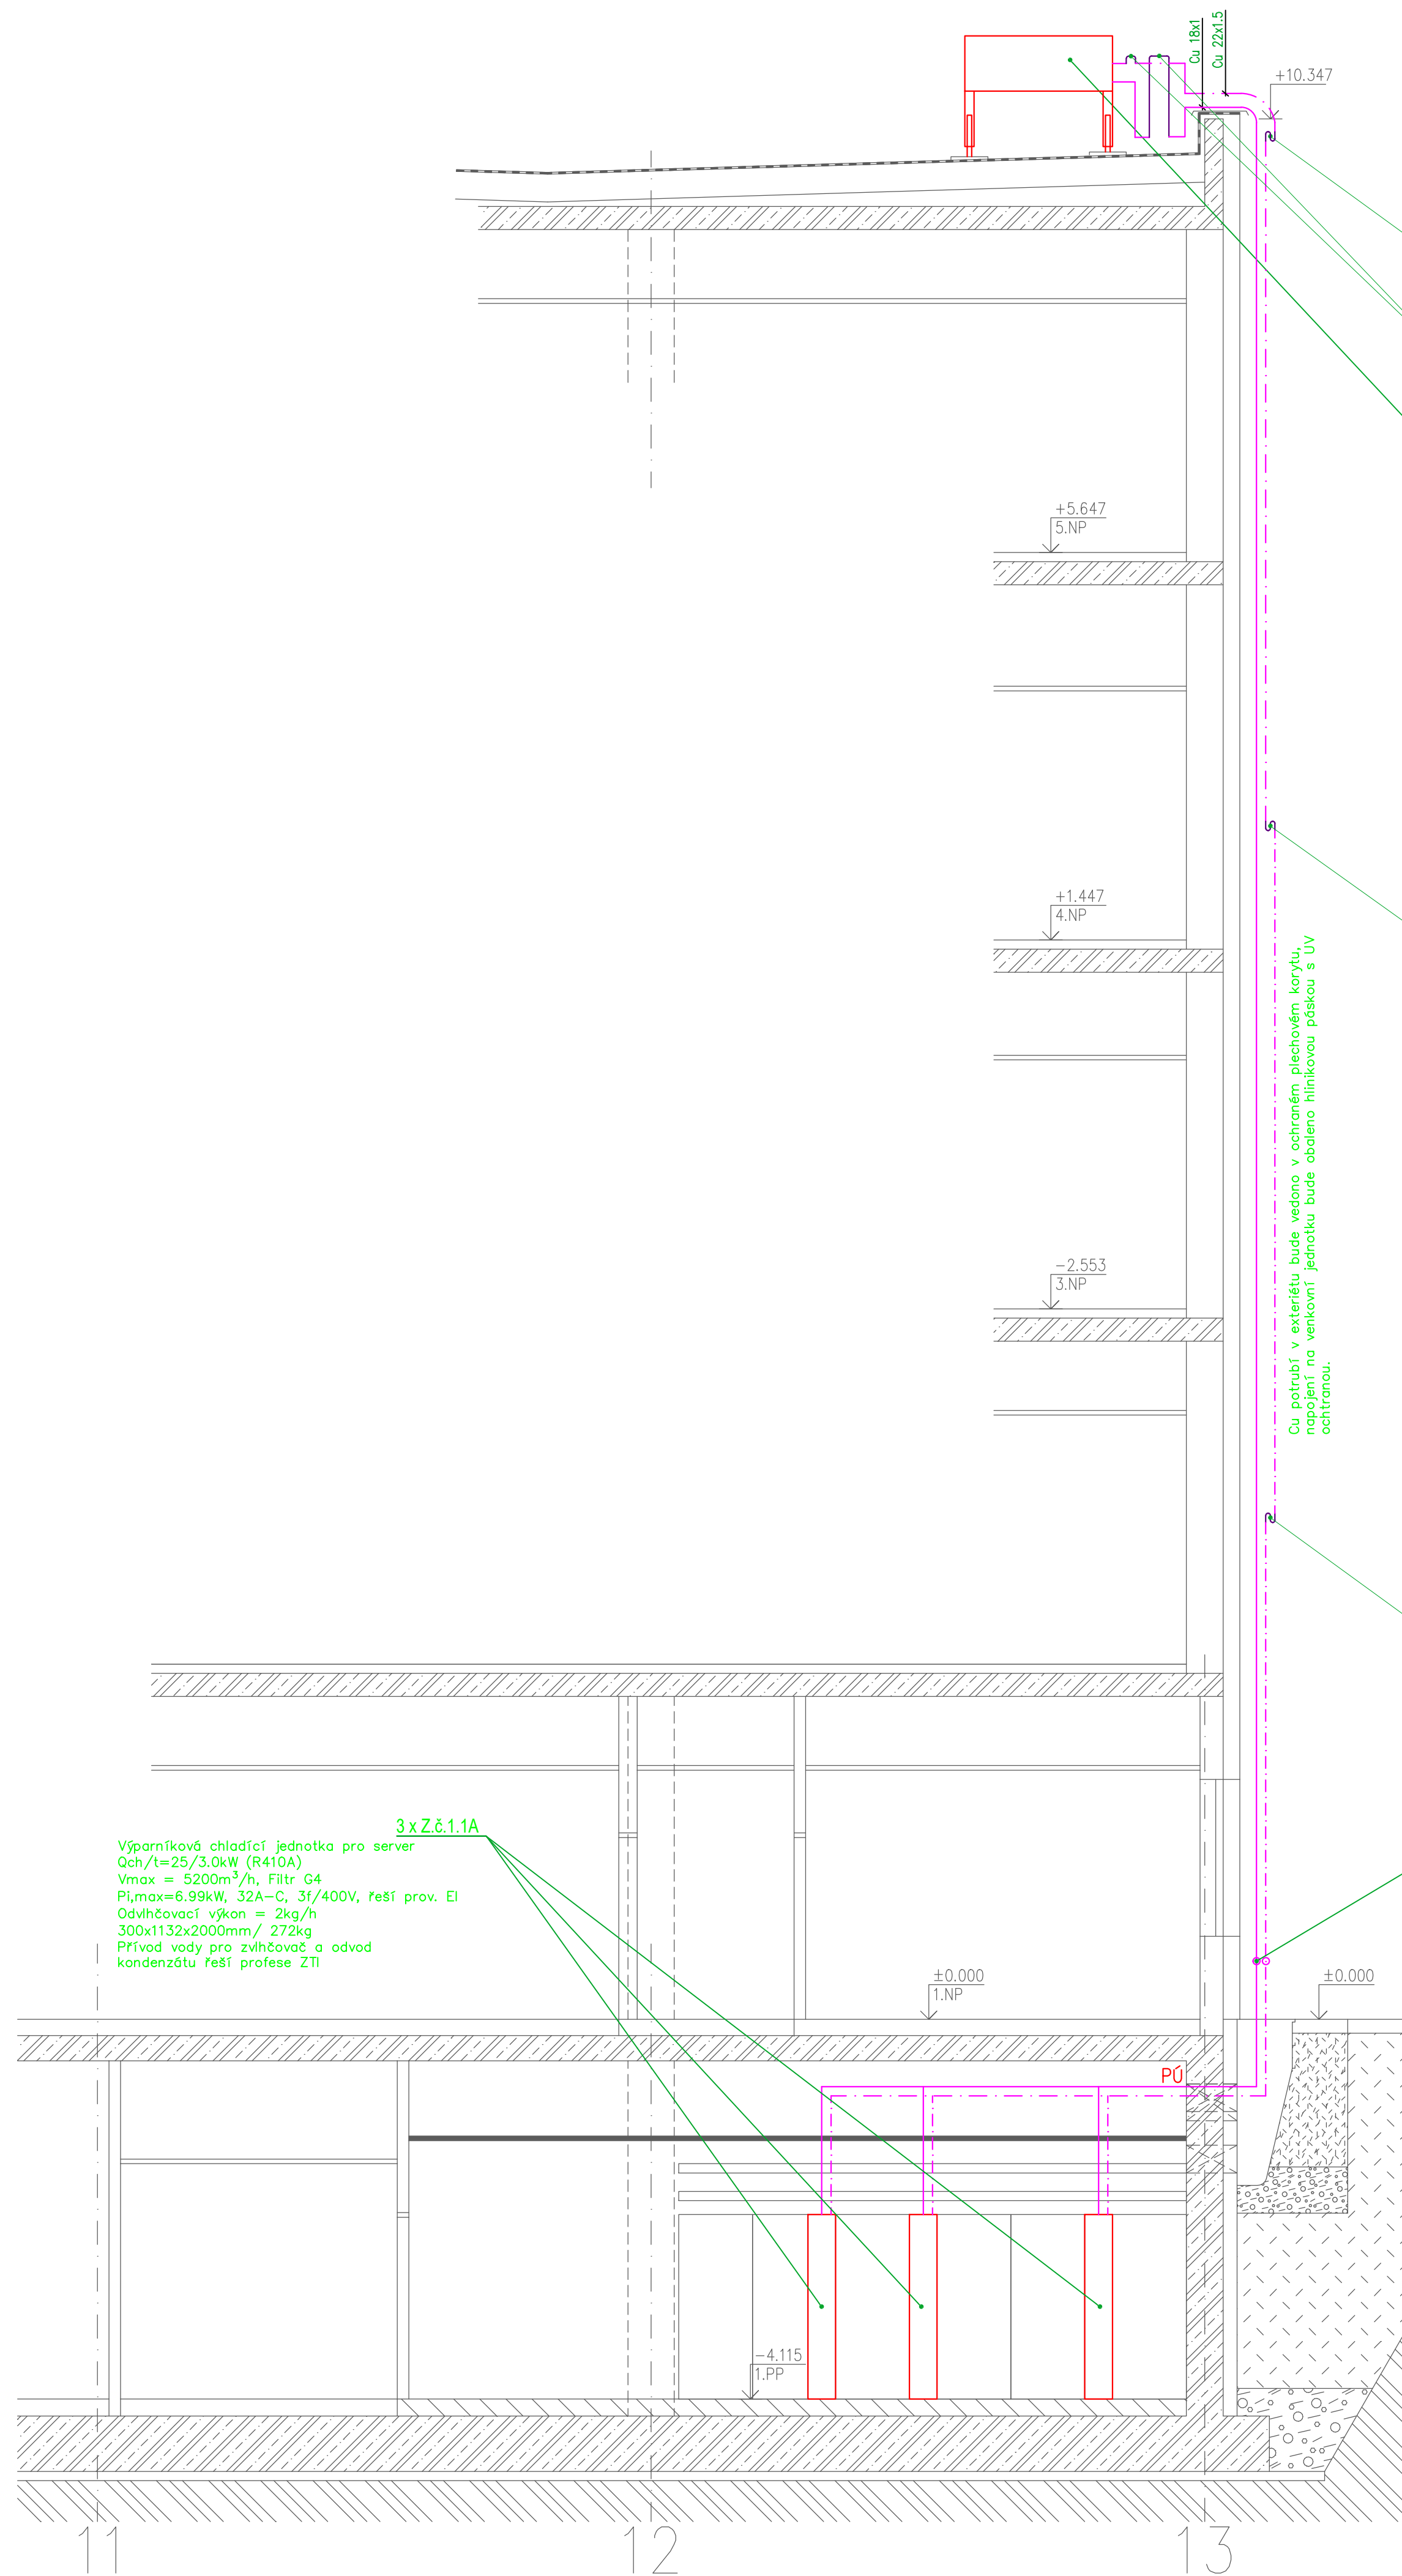 Cu 18x1
Cu 22x1.5
+10.347
+5.647
5.NP
+1.447
4.NP
Cu potrubí v exteriétu bude vedono v ochraném plechovém korytu,
napojení na venkovní jednotku bude obaleno hliníkovou páskou s UV
achtranou.
-2.553
3.NP
3 x Z.č.1.1A
Výparníková chladící jednotka pro server
Qch/t=25/3.0kW (R410A)
Vmax = 5200m³/h, Filtr G4
Pi,max=6.99kW, 32A-C, 3f/400V, řeší prov. El
Odvlhčovací výkon = 2kg/h
300x1132x2000mm/ 272kg
Přívod vody pro zvlhčovač a odvod
kondenzátu řeší profese ZTI
±0.000
1.NP
±0.000
PÚ
-4.115
1.PP
11
12
13